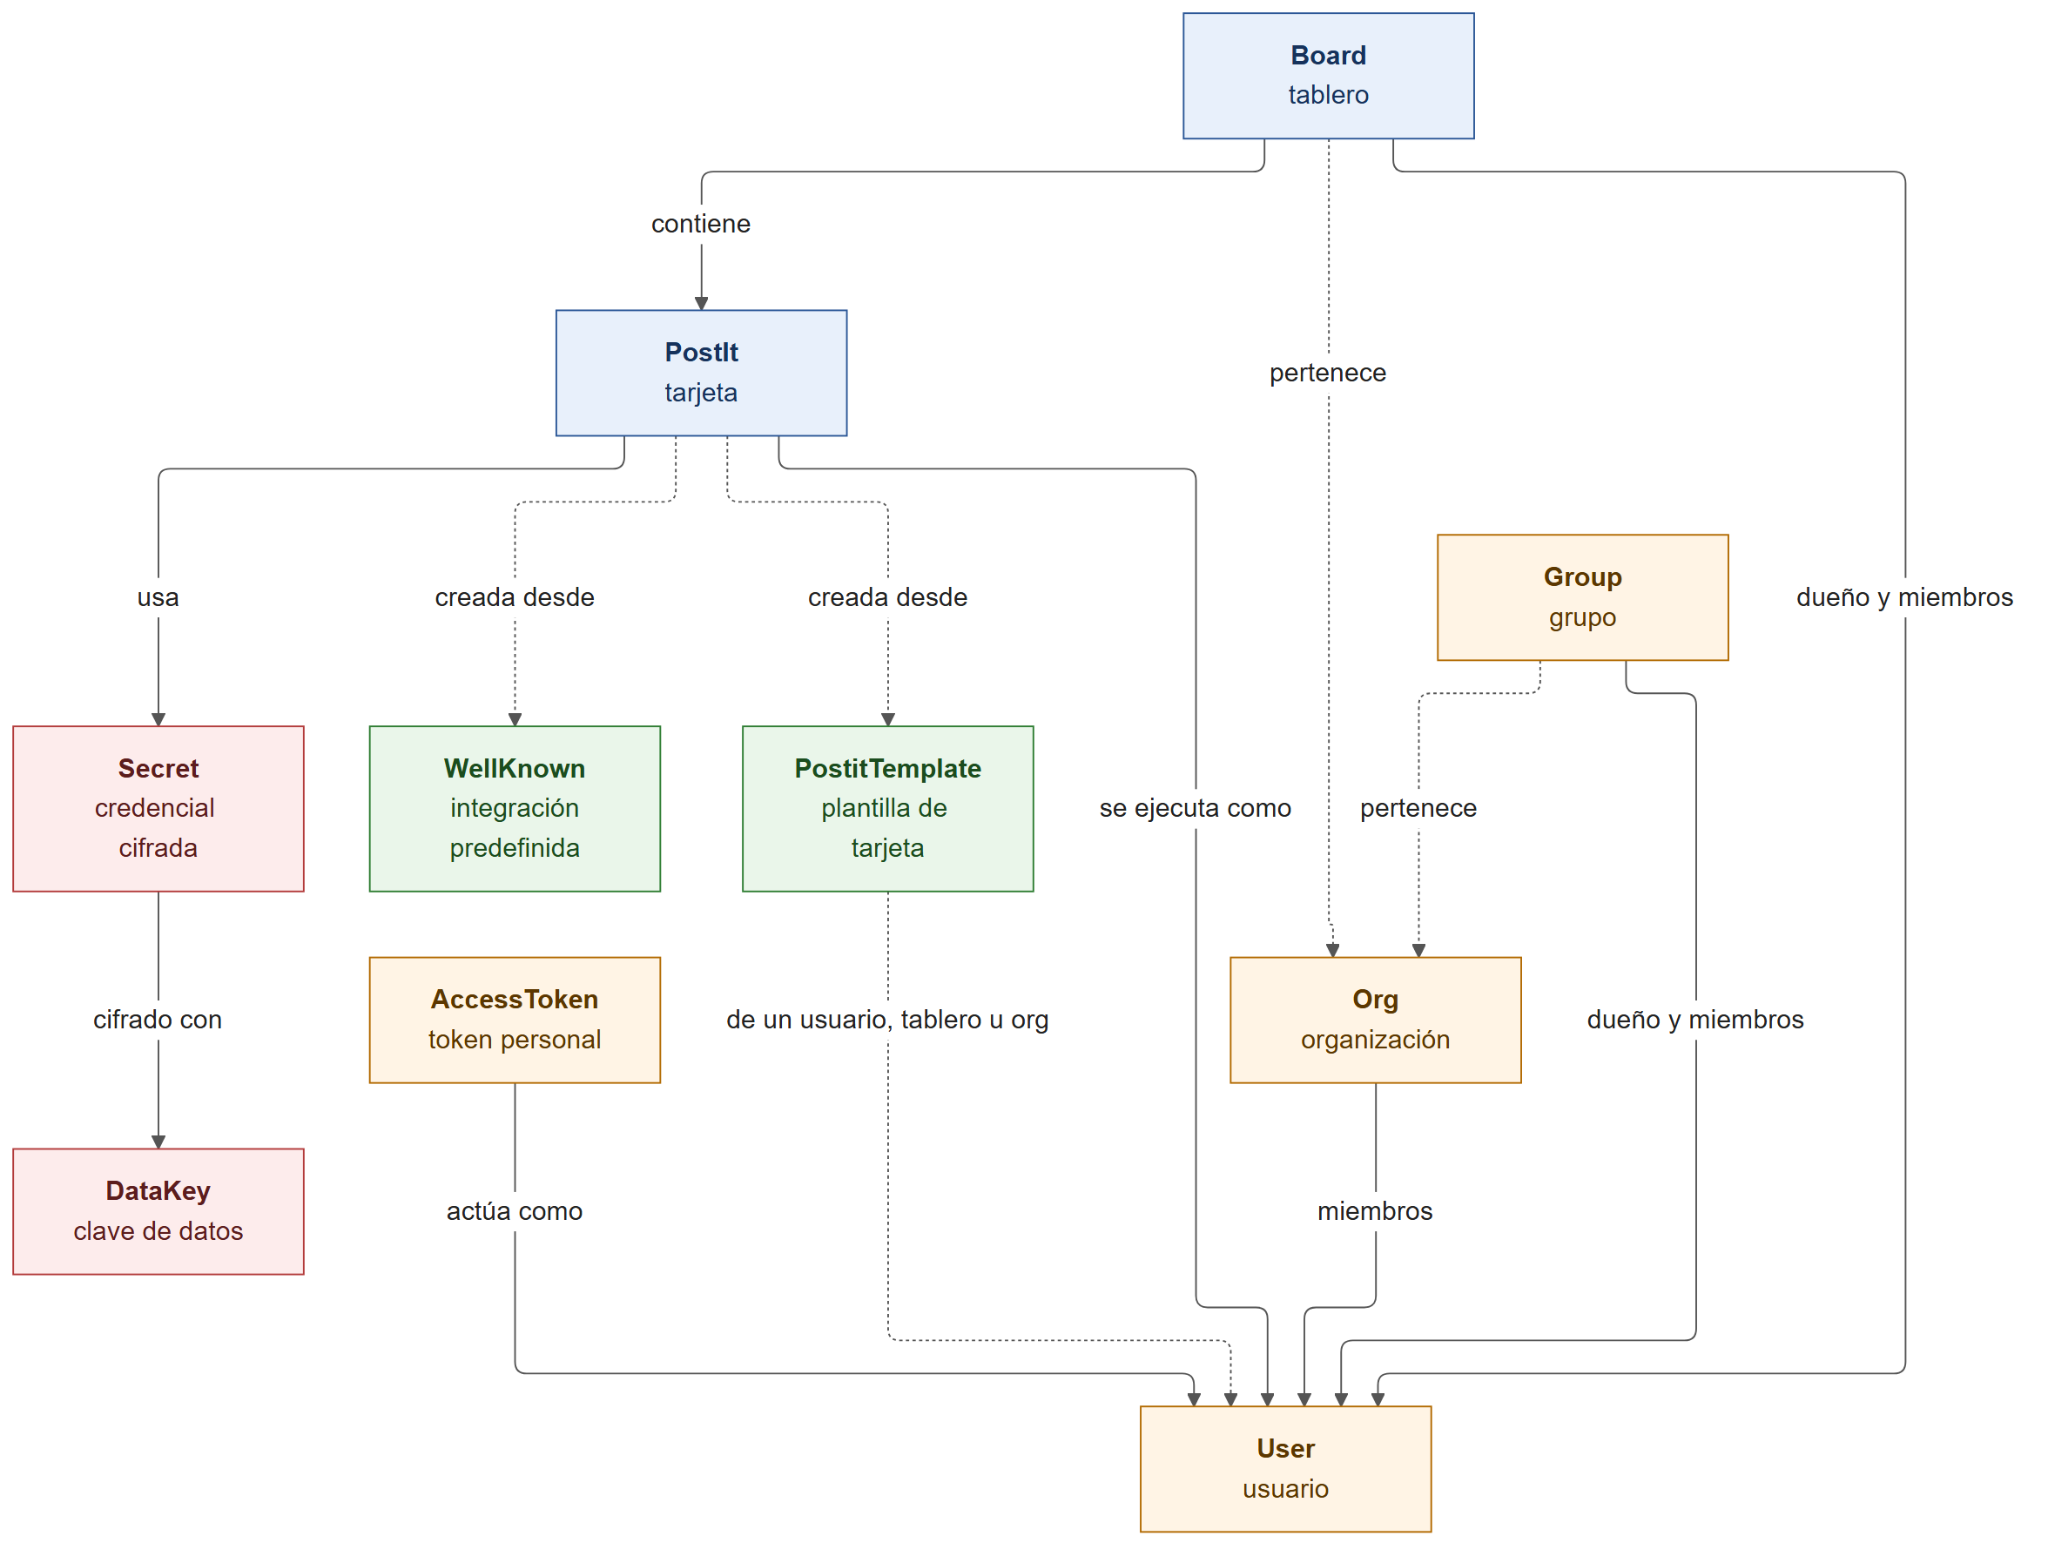 Board
tablero
contiene
PostIt
tarjeta
pertenece
Group
grupo
usa
creada desde
creada desde
dueño y miembros
Secret
credencial
cifrada
WellKnown
integración
predefinida
PostitTemplate
plantilla de
tarjeta
se ejecuta como
pertenece
AccessToken
token personal
Org
organización
cifrado con
de un usuario, tablero u org
dueño y miembros
DataKey
clave de datos
actúa como
miembros
User
usuario